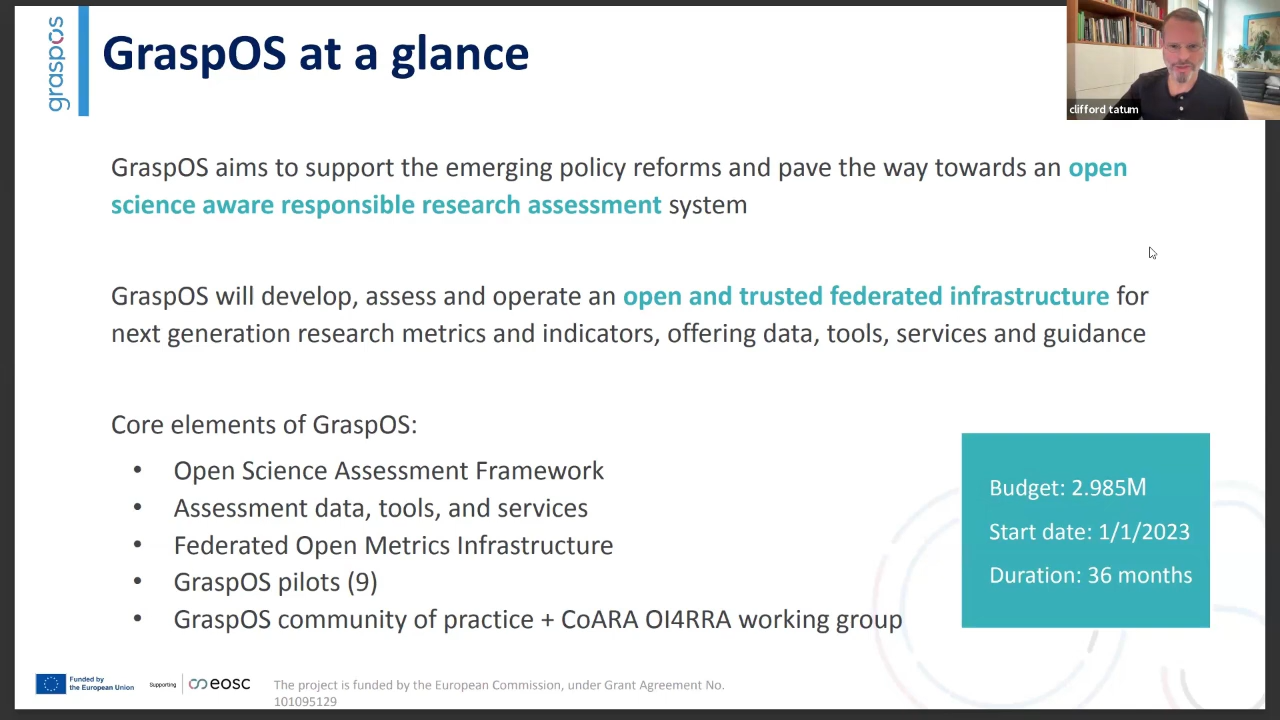 graspos
GraspOS at a glance
clifford tatum
GraspOS aims to support the emerging policy reforms and pave the way towards an open
science aware responsible research assessment system
GraspOS will develop, assess and operate an open and trusted federated infrastructure for
next generation research metrics and indicators, offering data, tools, services and guidance
Core elements of GraspOS:
• Open Science Assessment Framework
• Assessment data, tools, and services
• Federated Open Metrics Infrastructure
• GraspOS pilots (9)
• GraspOS community of practice + CoARA OI4RRA working group
Budget: 2.985M
Start date: 1/1/2023
Duration: 36 months
Funded by
the European Union
Supporting
eosc
The project is funded by the European Commission, under Grant Agreement No.
101095129